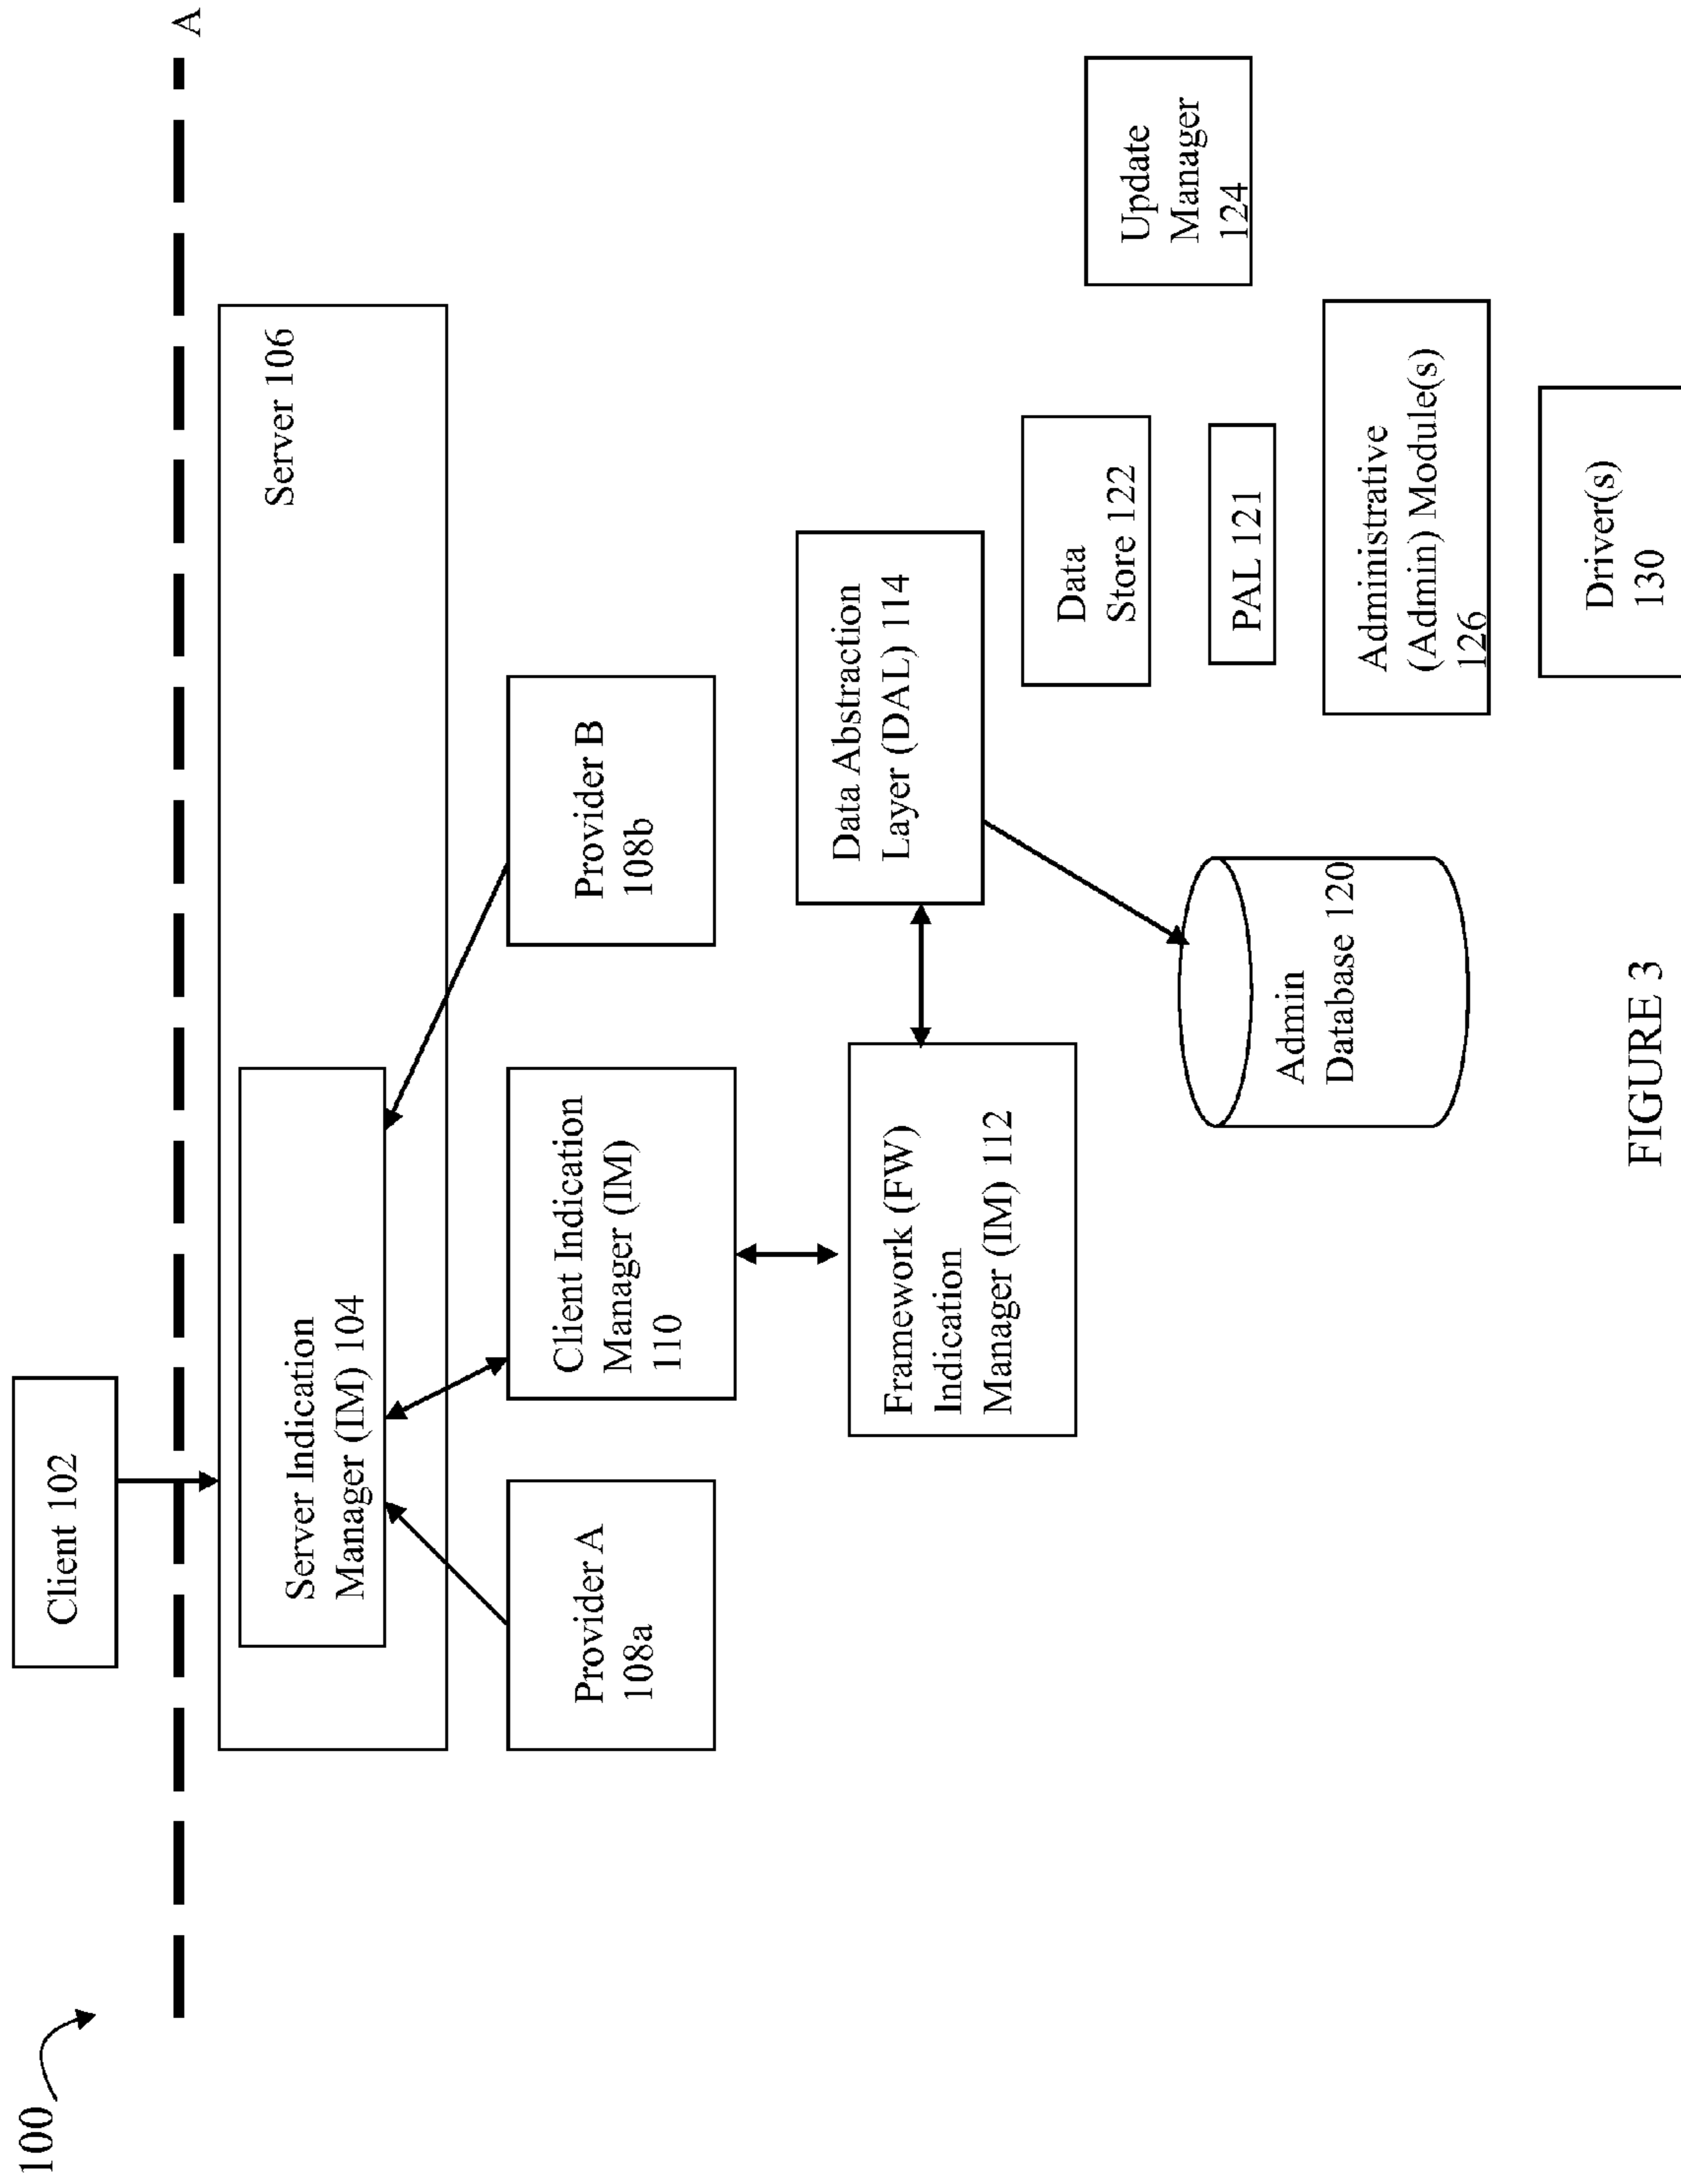 100
Client 102
A
Server 106
Server Indication
Manager (IM) 104
Provider A
108a
Client Indication
Manager (IM)
110
Provider B
108b
Framework (FW)
Indication
Manager (IM) 112
Data Abstraction
Layer (DAL) 114
Admin
Database 120
Data
Store 122
PAL 121
Update
Manager
124
Administrative
(Admin) Module(s)
126
Driver(s)
130
FIGURE 3